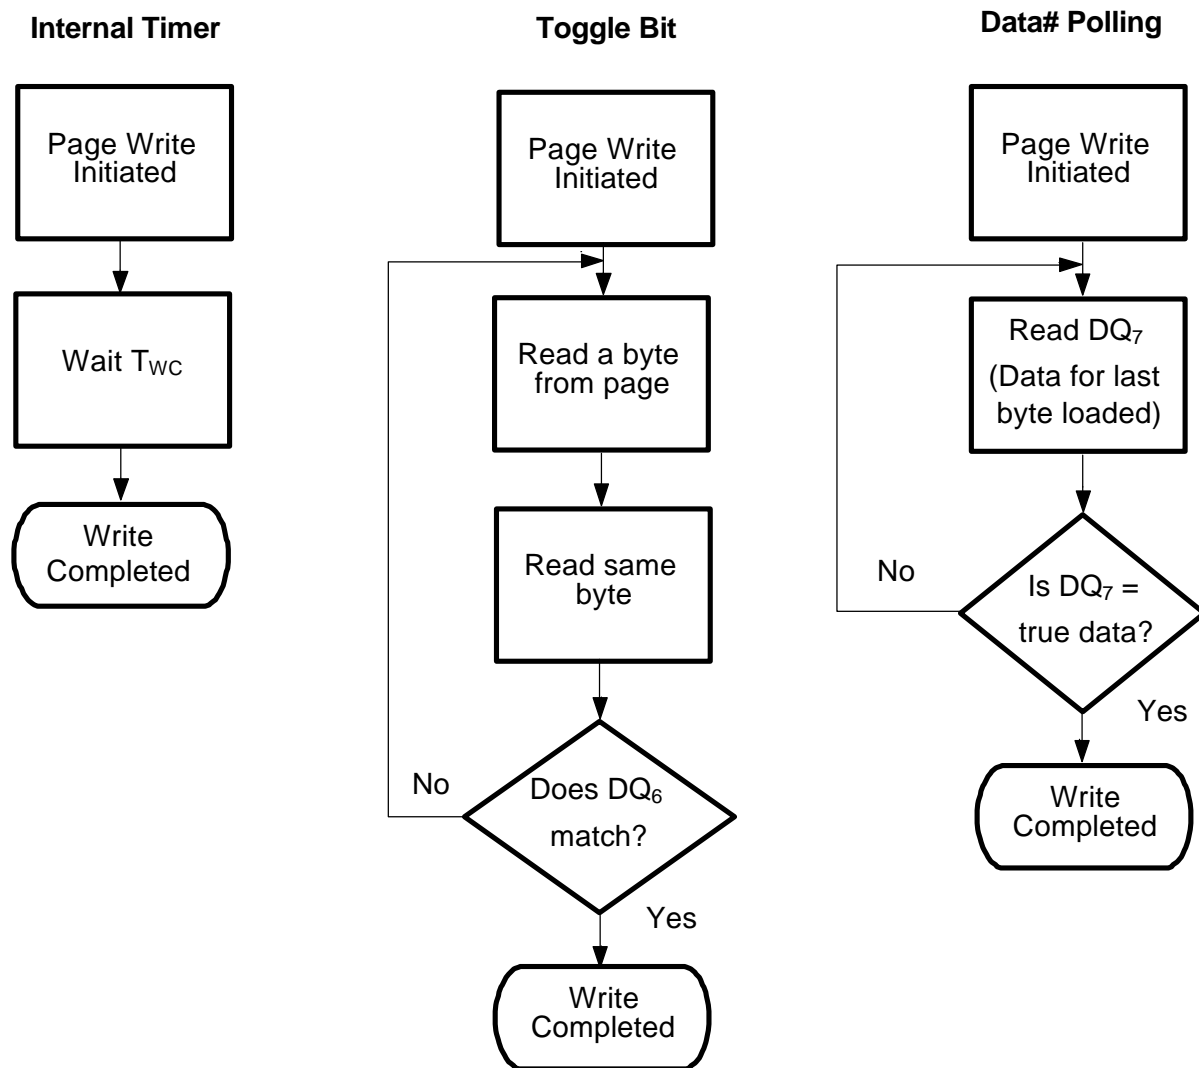 Internal Timer
Page Write
Initiated
Wait T_WC
Write
Completed
Toggle Bit
Page Write
Initiated
Read a byte
from page
Read same
byte
Does DQ₆
match?
No
Yes
Write
Completed
Data# Polling
Page Write
Initiated
Read DQ₇
(Data for last
byte loaded)
Is DQ₇ =
true data?
No
Yes
Write
Completed